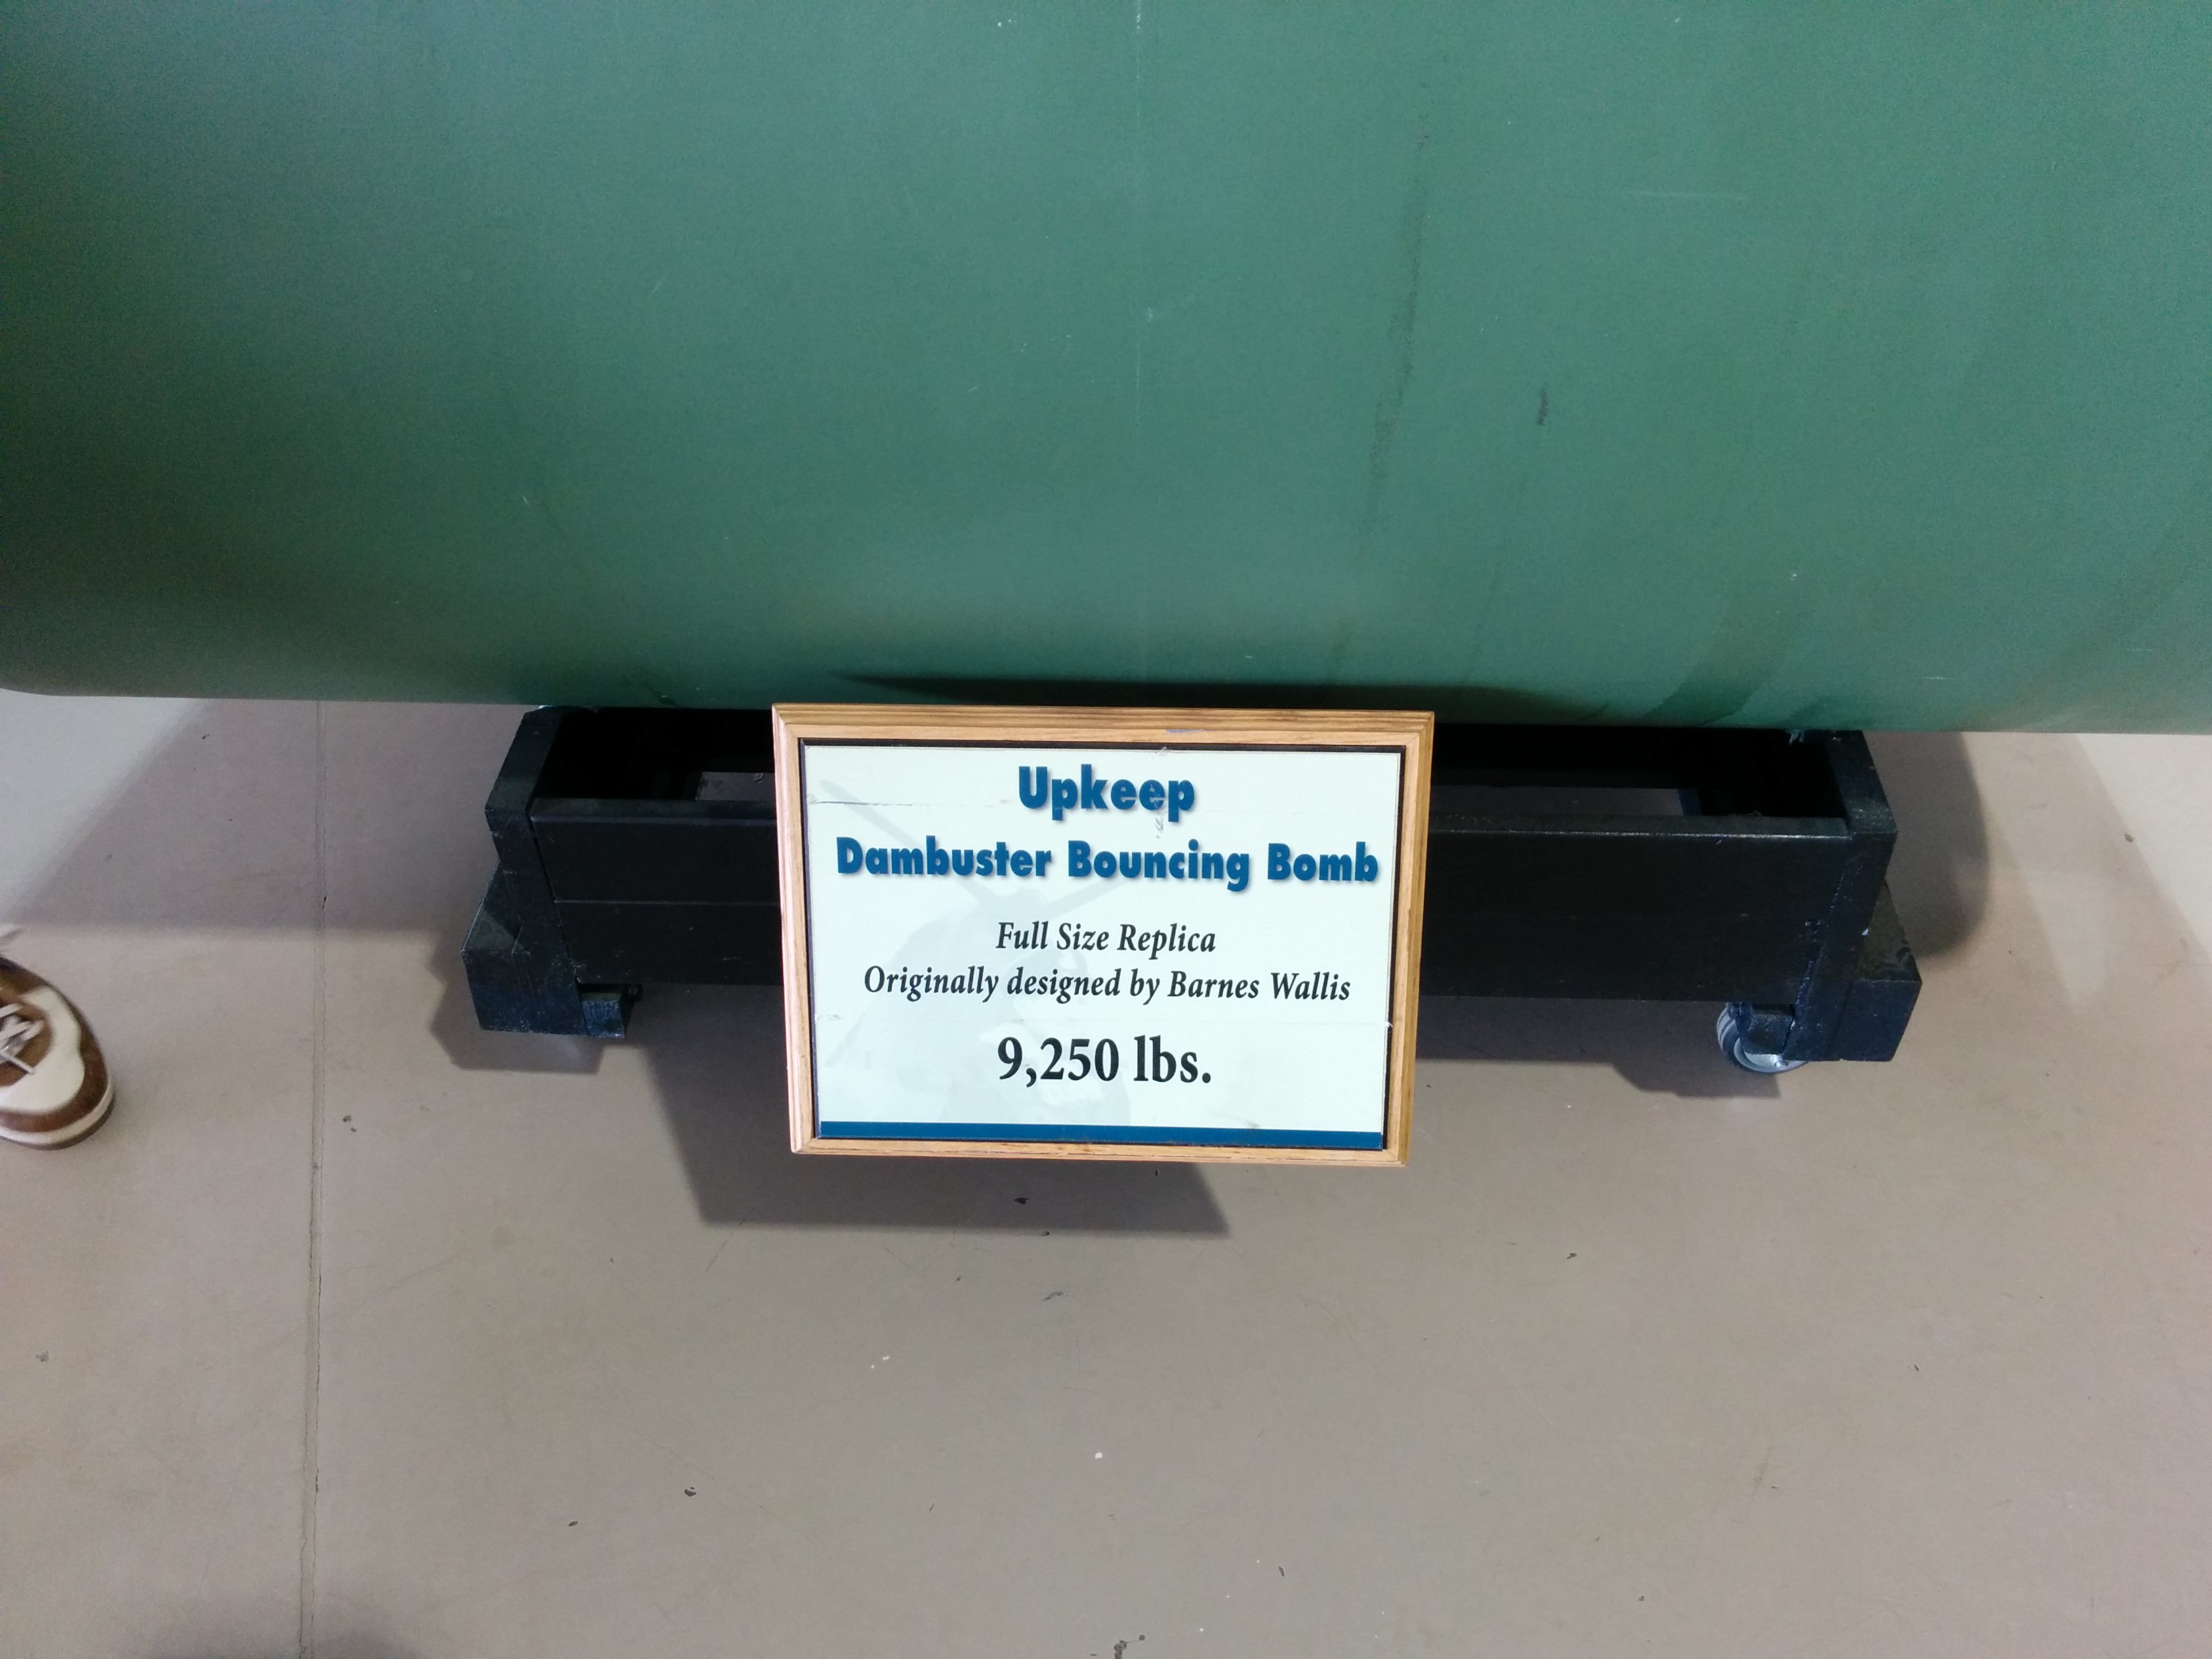 Upkeep
Dambuster Bouncing Bomb
Full Size Replica
Originally designed by Barnes Wallis
9,250 lbs.